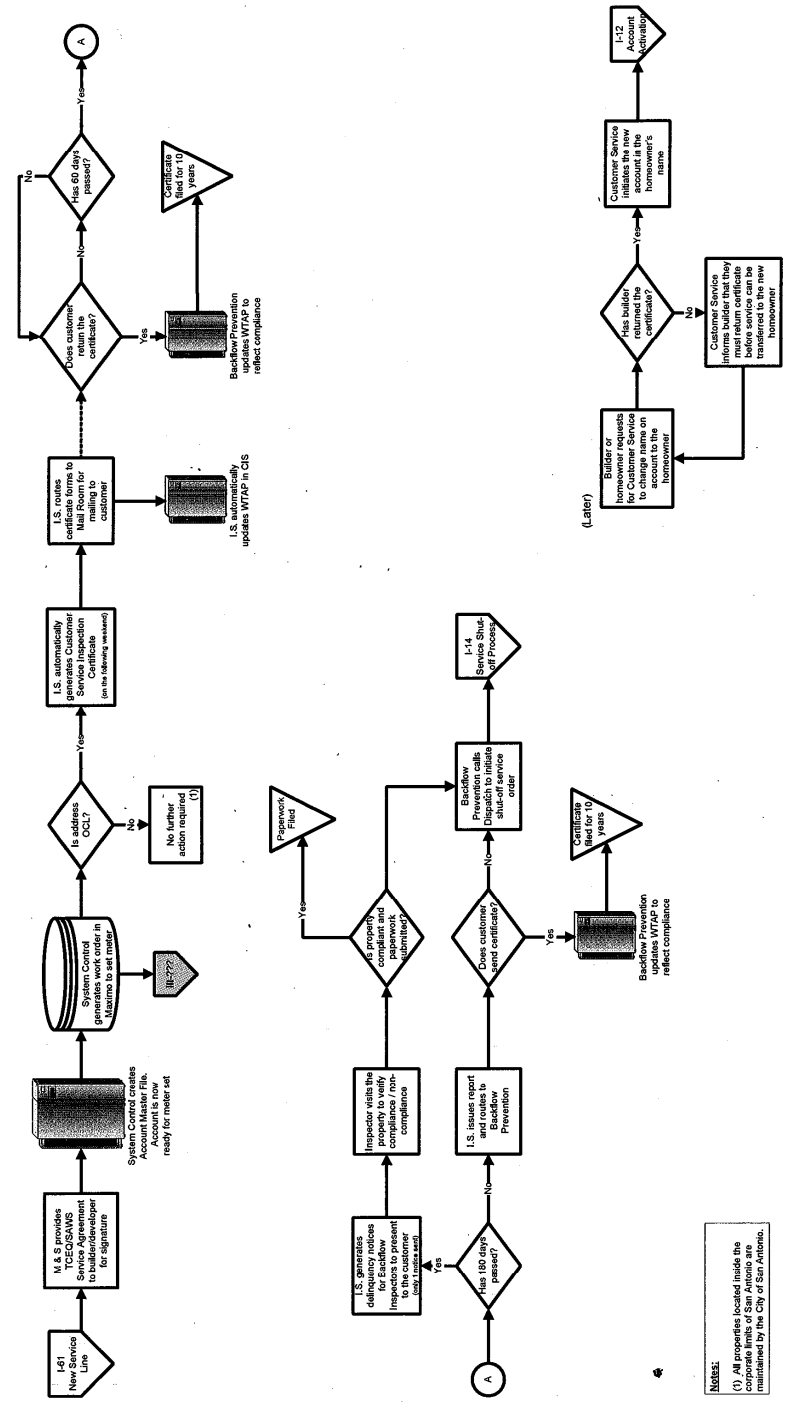 I-61
New Service
Line
M & S provides
TCEQ/SAWS
Service Agreement
to builder/developer
for signature
System Control creates
Account Master File.
Account is now
ready for meter set
System Control
generates work order in
Maximo to set meter
III-???
Is address
OCL?
No
No further
action required
(1)
Yes
I.S. automatically
generates Customer
Service Inspection
Certificate
(on the following weekend)
I.S. routes
certificate forms to
Mail Room for
mailing to
customer
I.S. automatically
updates WTAP in CIS
Does customer
return the
certificate?
Yes
Backflow Prevention
updates WTAP to
reflect compliance
Certificate
filed for 10
years
No
Has 60 days
passed?
No
Yes
A
A
Has 180 days
passed?
Yes
I.S. generates
delinquency notices
for Backflow
Inspectors to present
to the customer
(only 1 notice sent)
Inspector visits the
property to verify
compliance / non-
compliance
Is property
compliant and
paperwork
submitted?
Yes
Paperwork
Filed
No
I.S. issues report
and routes to
Backflow
Prevention
Does customer
send certificate?
Yes
Backflow Prevention
updates WTAP to
reflect compliance
Certificate
filed for 10
years
No
Backflow
Prevention calls
Dispatch to initiate
shut-off service
order
I-14
Service Shut-
off Process
(Later)
Builder or
homeowner requests
for Customer Service
to change name on
account to the
homeowner
Has builder
returned the
certificate?
No
Customer Service
informs builder that they
must return certificate
before service can be
transferred to the new
homeowner
Yes
Customer Service
initiates the new
account in the
homeowner's
name
I-12
Account
Activation
Notes:
(1) All properties located inside the
corporate limits of San Antonio are
maintained by the City of San Antonio.